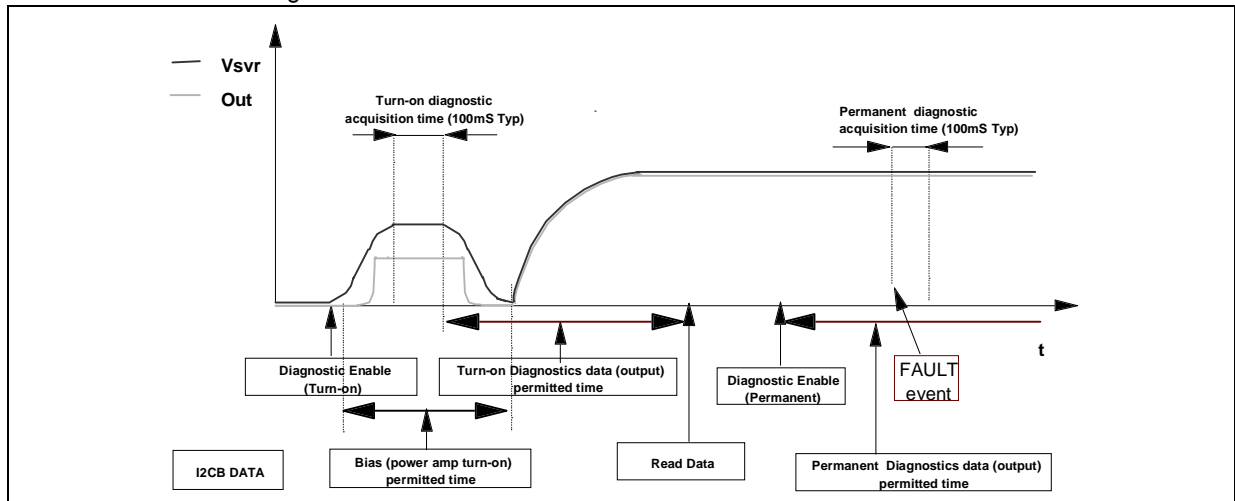 Vsvr
Out
Turn-on diagnostic
acquisition time (100mS Typ)
Permanent diagnostic
acquisition time (100mS Typ)
t
Diagnostic Enable
(Turn-on)
Turn-on Diagnostics data (output)
permitted time
Diagnostic Enable
(Permanent)
FAULT
event
I2CB DATA
Bias (power amp turn-on)
permitted time
Read Data
Permanent Diagnostics data (output)
permitted time